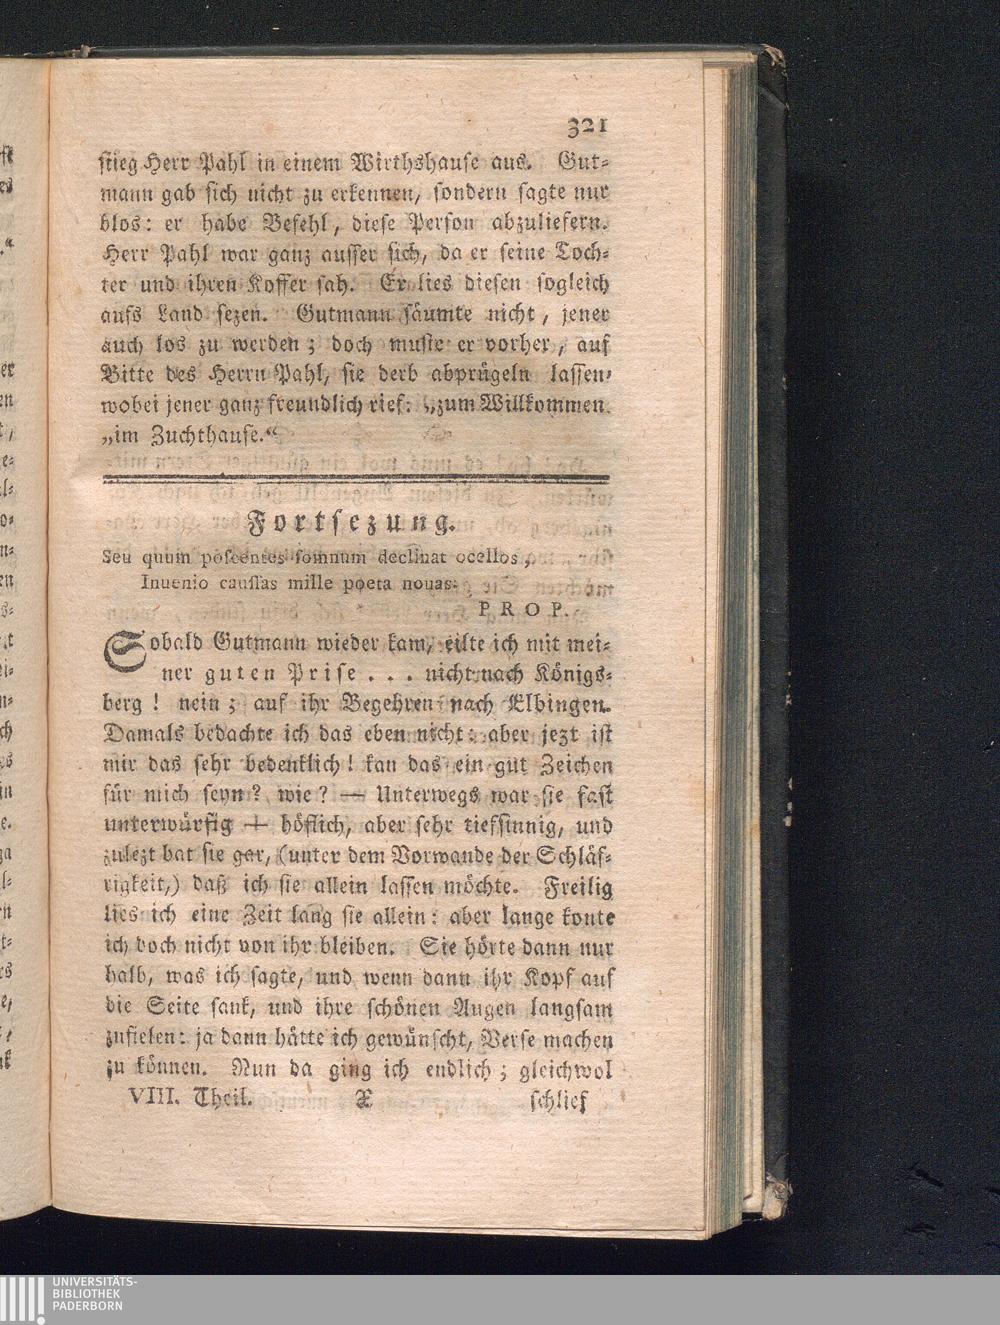 321
stieg Herr Pahl in einem Wirthshause aus. Gut-
mann gab sich nicht zu erkennen, sondern sagte nur
blos: er habe Befehl, diese Person abzuliefern.
Herr Pahl war ganz ausser sich, da er seine Toch-
ter und ihren Koffer sah. Er lies diesen sogleich
aufs Land sezen. Gutmann säumte nicht, jener
auch los zu werden; doch muste er vorher, auf
Bitte des Herrn Pahl, sie derb abprügeln lassen,
wobei jener ganz freundlich rief: „zum Willkommen
„im Zuchthause.“
Fortsezung.
Seu quum poscentes somnum declinat ocellos,
Inuenio caussas mille poeta nouas.
PROP.
Sobald Gutmann wieder kam, eilte ich mit mei-
ner guten Prise . . . nicht nach Königs-
berg! nein; auf ihr Begehren nach Elbingen.
Damals bedachte ich das eben nicht: aber jezt ist
mir das sehr bedenklich! kan das ein gut Zeichen
für mich seyn? wie? — Unterwegs war sie fast
unterwürfig — höflich, aber sehr tiefsinnig, und
zulezt bat sie gar, (unter dem Vorwande der Schläf-
rigkeit,) daß ich sie allein lassen möchte. Freilig
lies ich eine Zeit lang sie allein: aber lange konte
ich doch nicht von ihr bleiben. Sie hörte dann nur
halb, was ich sagte, und wenn dann ihr Kopf auf
die Seite sank, und ihre schönen Augen langsam
zufielen: ja dann hätte ich gewünscht, Verse machen
zu können. Nun da ging ich endlich; gleichwol
VIII. Theil. X schlief
UNIVERSITÄTS-
BIBLIOTHEK
PADERBORN